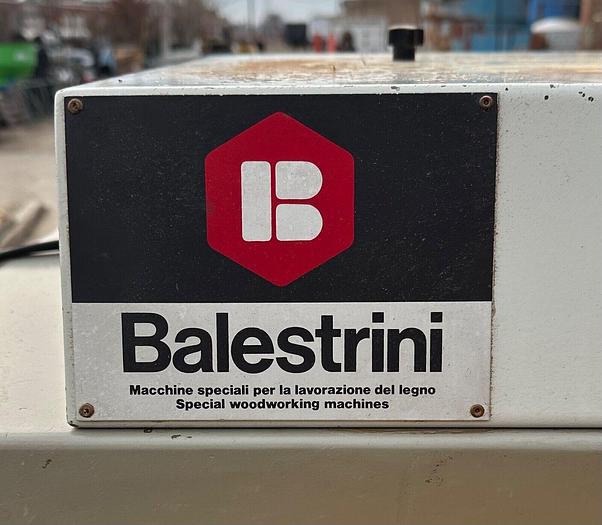 B
Balestrini
Macchine speciali per la lavorazione del legno
Special woodworking machines